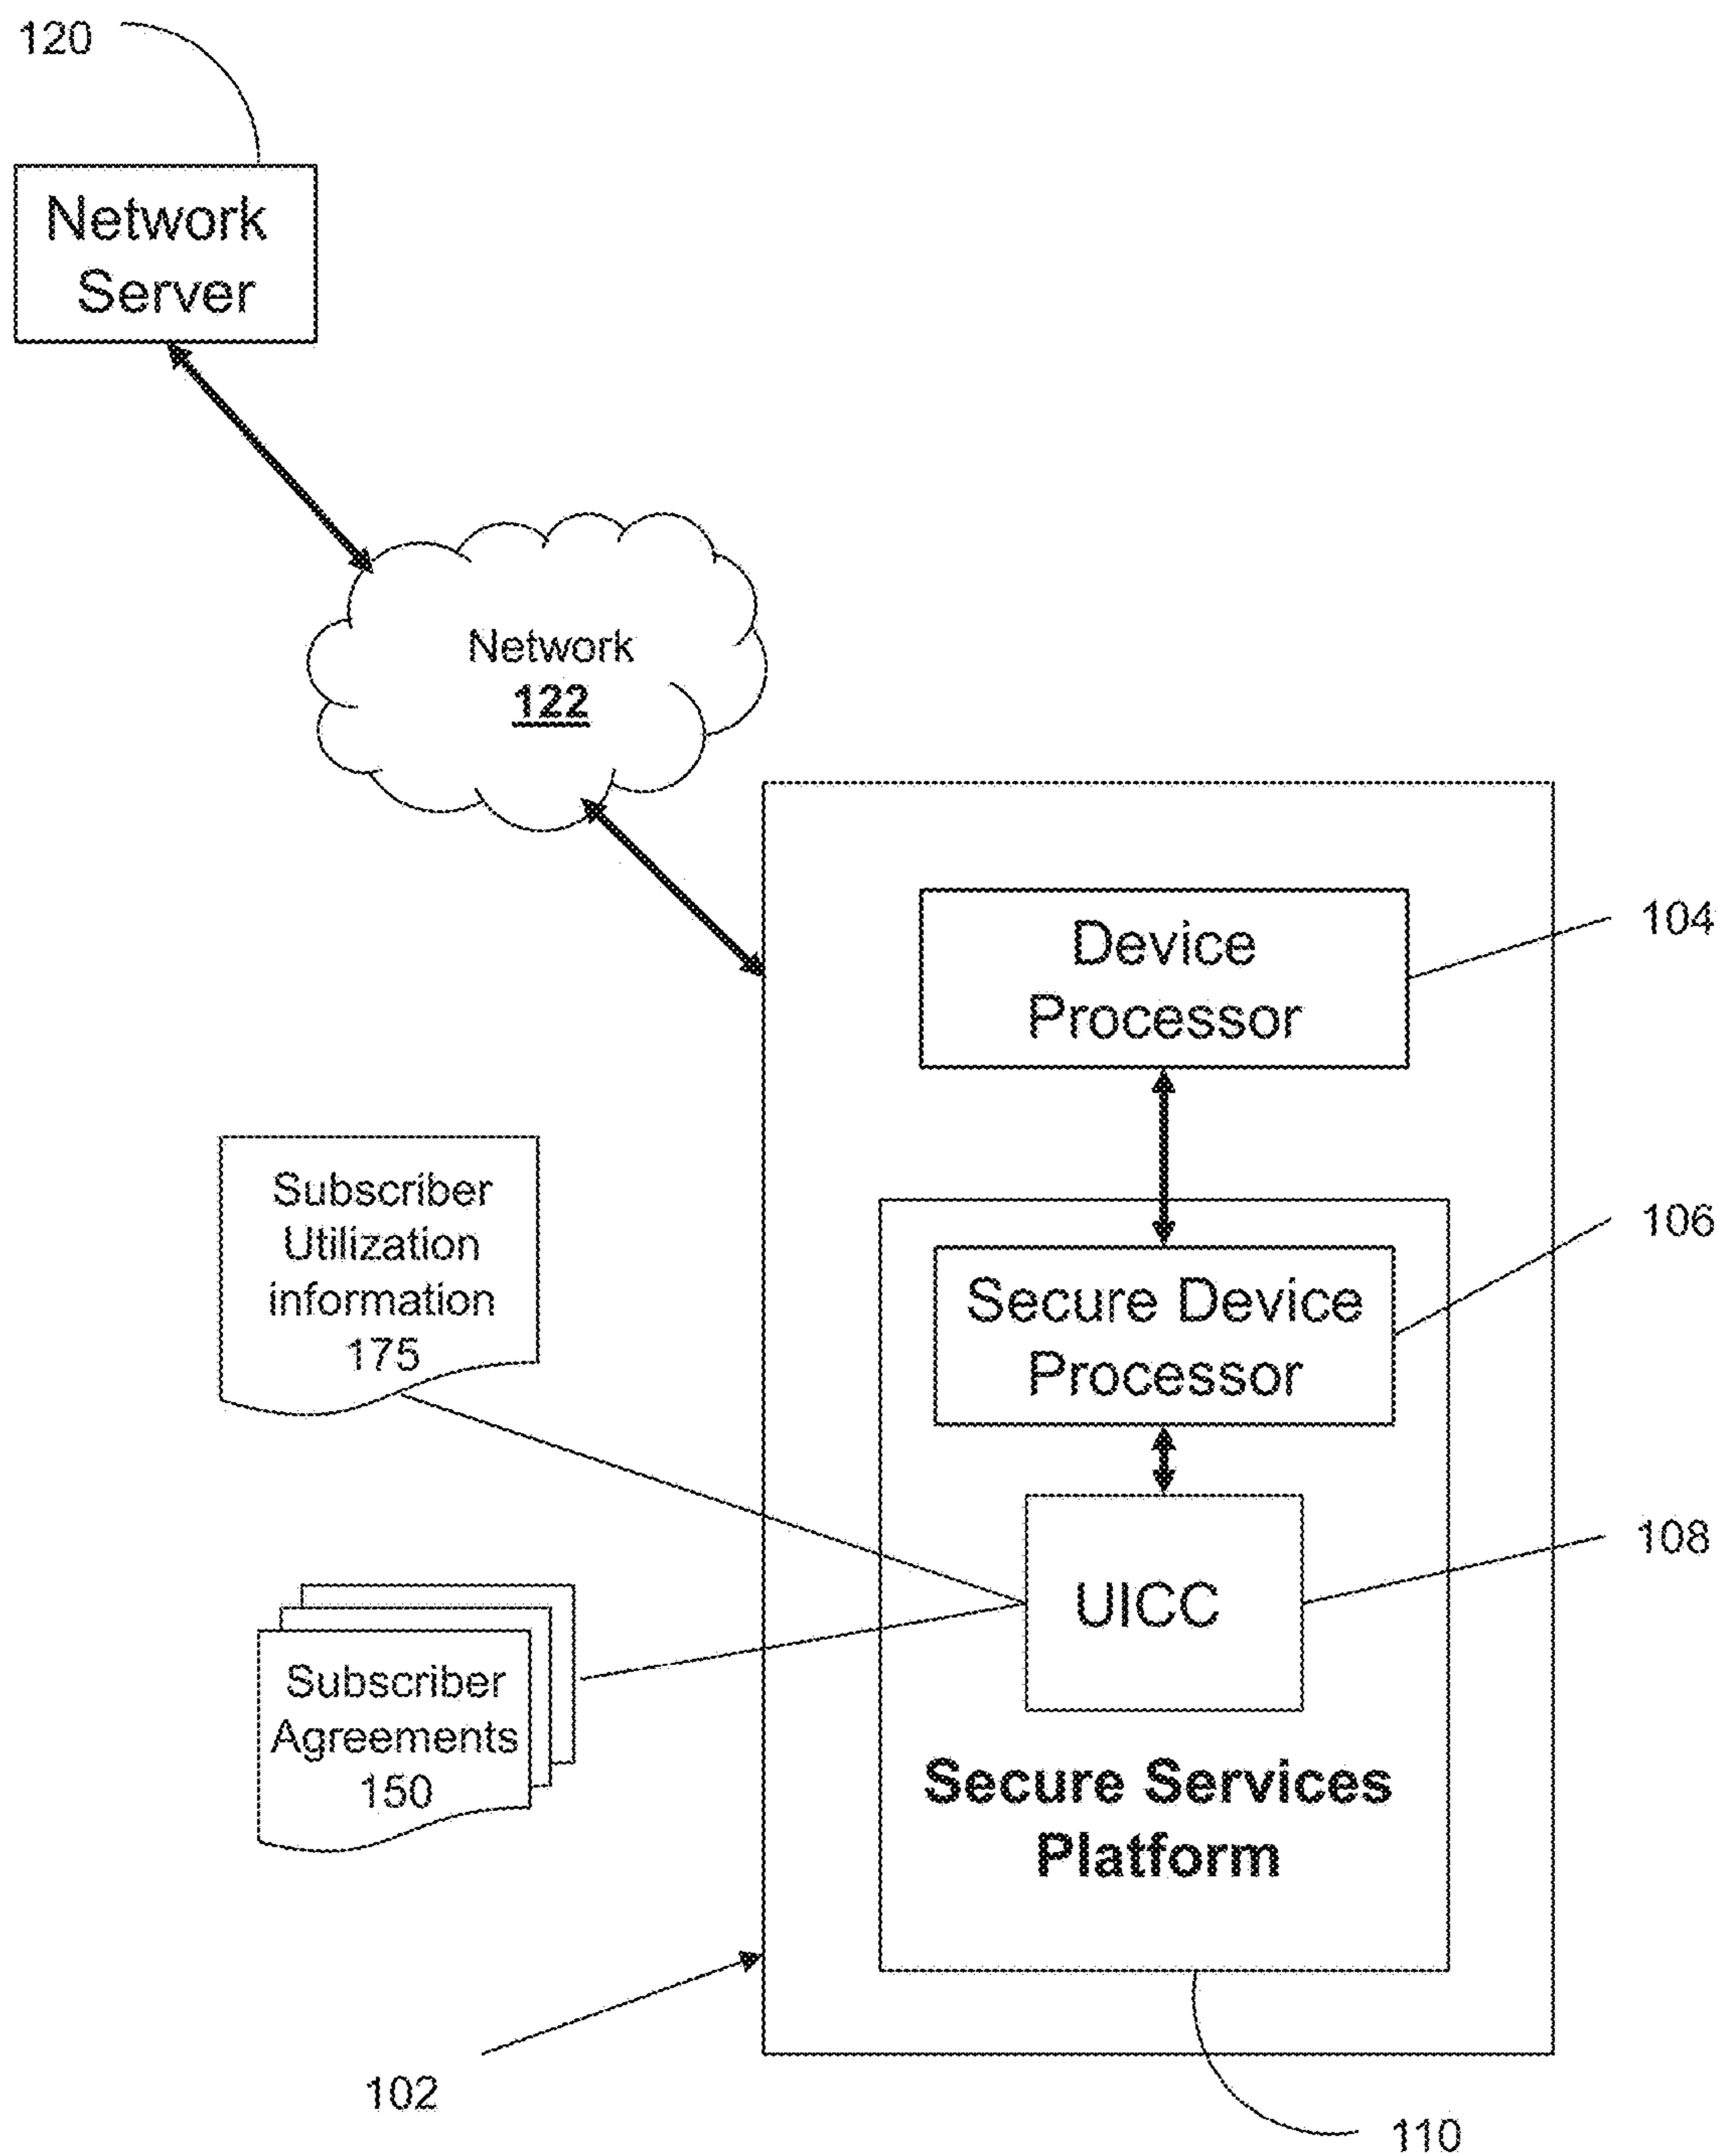 120
Network
Server
Network
122
Device
Processor
104
Subscriber
Utilization
information
175
106
Secure Device
Processor
108
UICC
Subscriber
Agreements
150
Secure Services
Platform
102
110